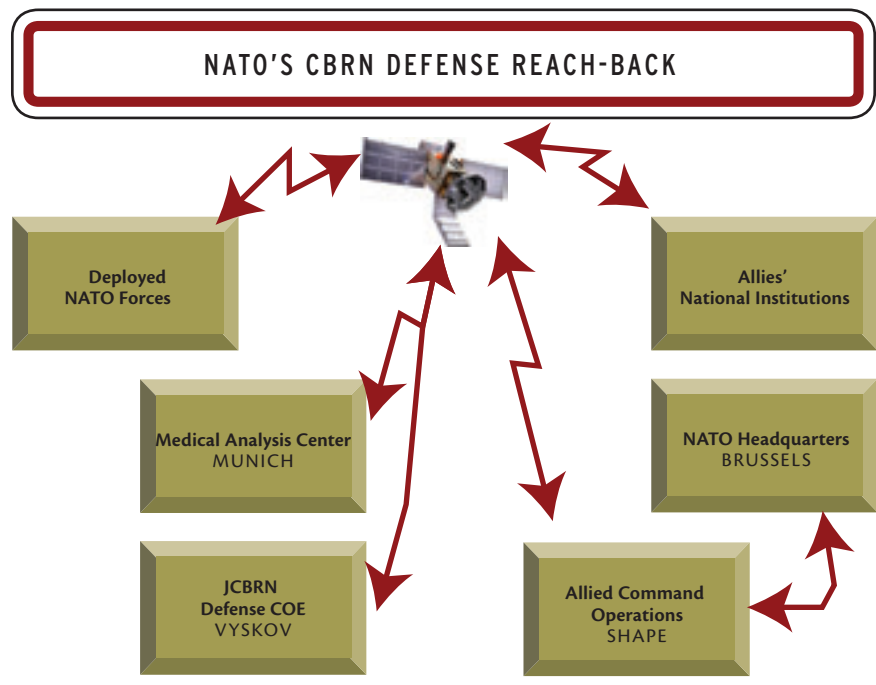 NATO’S CBRN DEFENSE REACH-BACK
Deployed
NATO Forces
Allies’
National Institutions
Medical Analysis Center
MUNICH
NATO Headquarters
BRUSSELS
JCBRN
Defense COE
VYSKOV
Allied Command
Operations
SHAPE